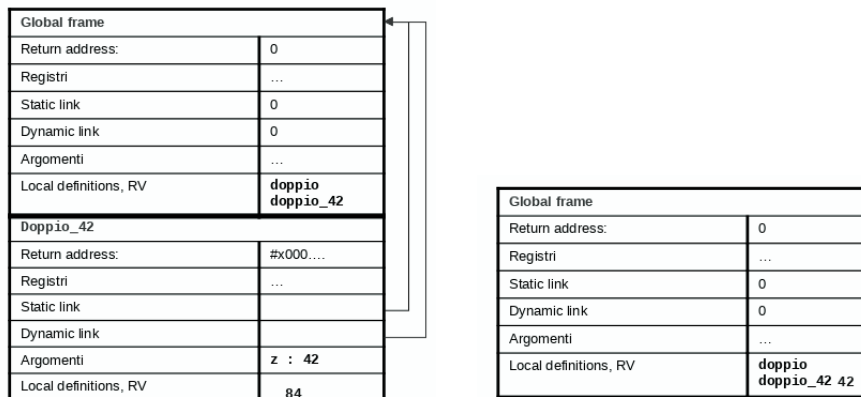 Global frame
Return address: 0
Registri ...
Static link 0
Dynamic link 0
Argomenti ...
Local definitions, RV doppio
doppio_42
Doppio_42
Return address: #x000....
Registri ...
Static link
Dynamic link
Argomenti z : 42
Local definitions, RV 84
Global frame
Return address: 0
Registri ...
Static link 0
Dynamic link 0
Argomenti ...
Local definitions, RV doppio
doppio_42 42